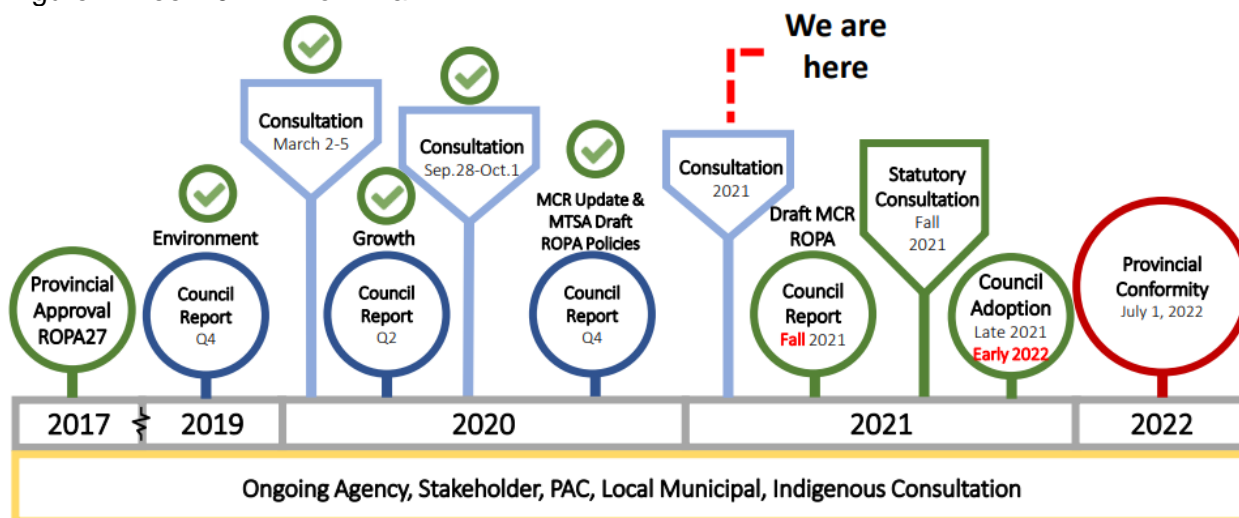 We are
here
Consultation
March 2-5
Consultation
Sep.28-Oct.1
Consultation
2021
Statutory
Consultation
Fall
2021
Environment
Growth
MCR Update &
MTSA Draft
ROPA Policies
Draft MCR
ROPA
Provincial
Approval
ROPA27
Council
Report
Q4
Council
Report
Q2
Council
Report
Q4
Council
Report
Fall 2021
Council
Adoption
Late 2021
Early 2022
Provincial
Conformity
July 1, 2022
2017
2019
2020
2021
2022
Ongoing Agency, Stakeholder, PAC, Local Municipal, Indigenous Consultation